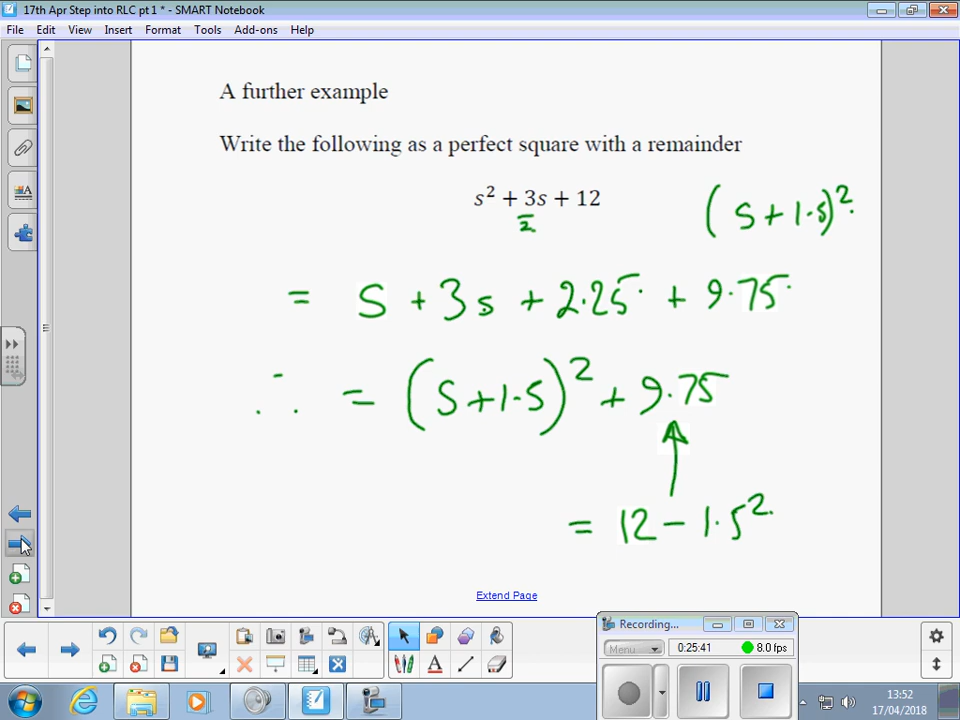 17th Apr Step into RLC pt 1 * - SMART Notebook
File Edit View Insert Format Tools Add-ons Help
A further example
Write the following as a perfect square with a remainder
s² + 3s + 12
2
(s+1.5)²
= s + 3s + 2.25 + 9.75
∴ = (s+1.5)² + 9.75
= 12 - 1.5²
Extend Page
Recording...
Menu
0:25:41
8.0 fps
13:52
17/04/2018